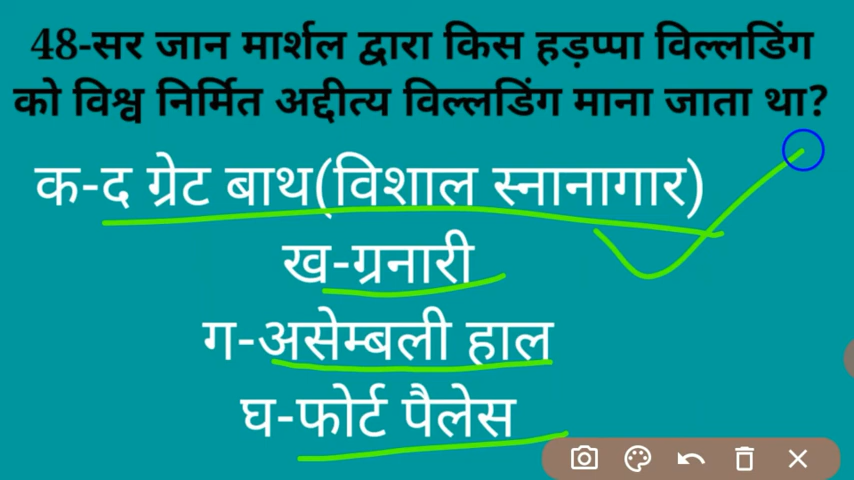 48-सर जान मार्शल द्वारा किस हड़प्पा विल्लडिंग
को विश्व निर्मित अद्दीत्य विल्लडिंग माना जाता था?
क-द ग्रेट बाथ(विशाल स्नानागार)
ख-ग्रनारी
ग-असेम्बली हाल
घ-फोर्ट पैलेस